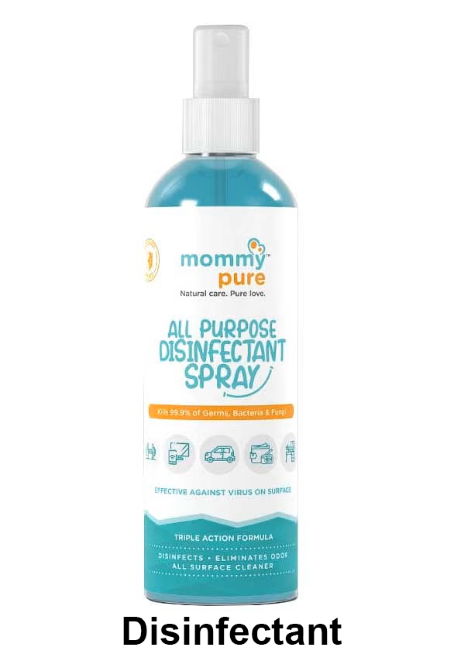 mommy™
pure
Natural care. Pure love.
ALL PURPOSE
DISINFECTANT
SPRAY
Kills 99.9% of Germs, Bacteria & Fungi
EFFECTIVE AGAINST VIRUS ON SURFACE
TRIPLE ACTION FORMULA
DISINFECTS • ELIMINATES ODOR
ALL SURFACE CLEANER
Disinfectant